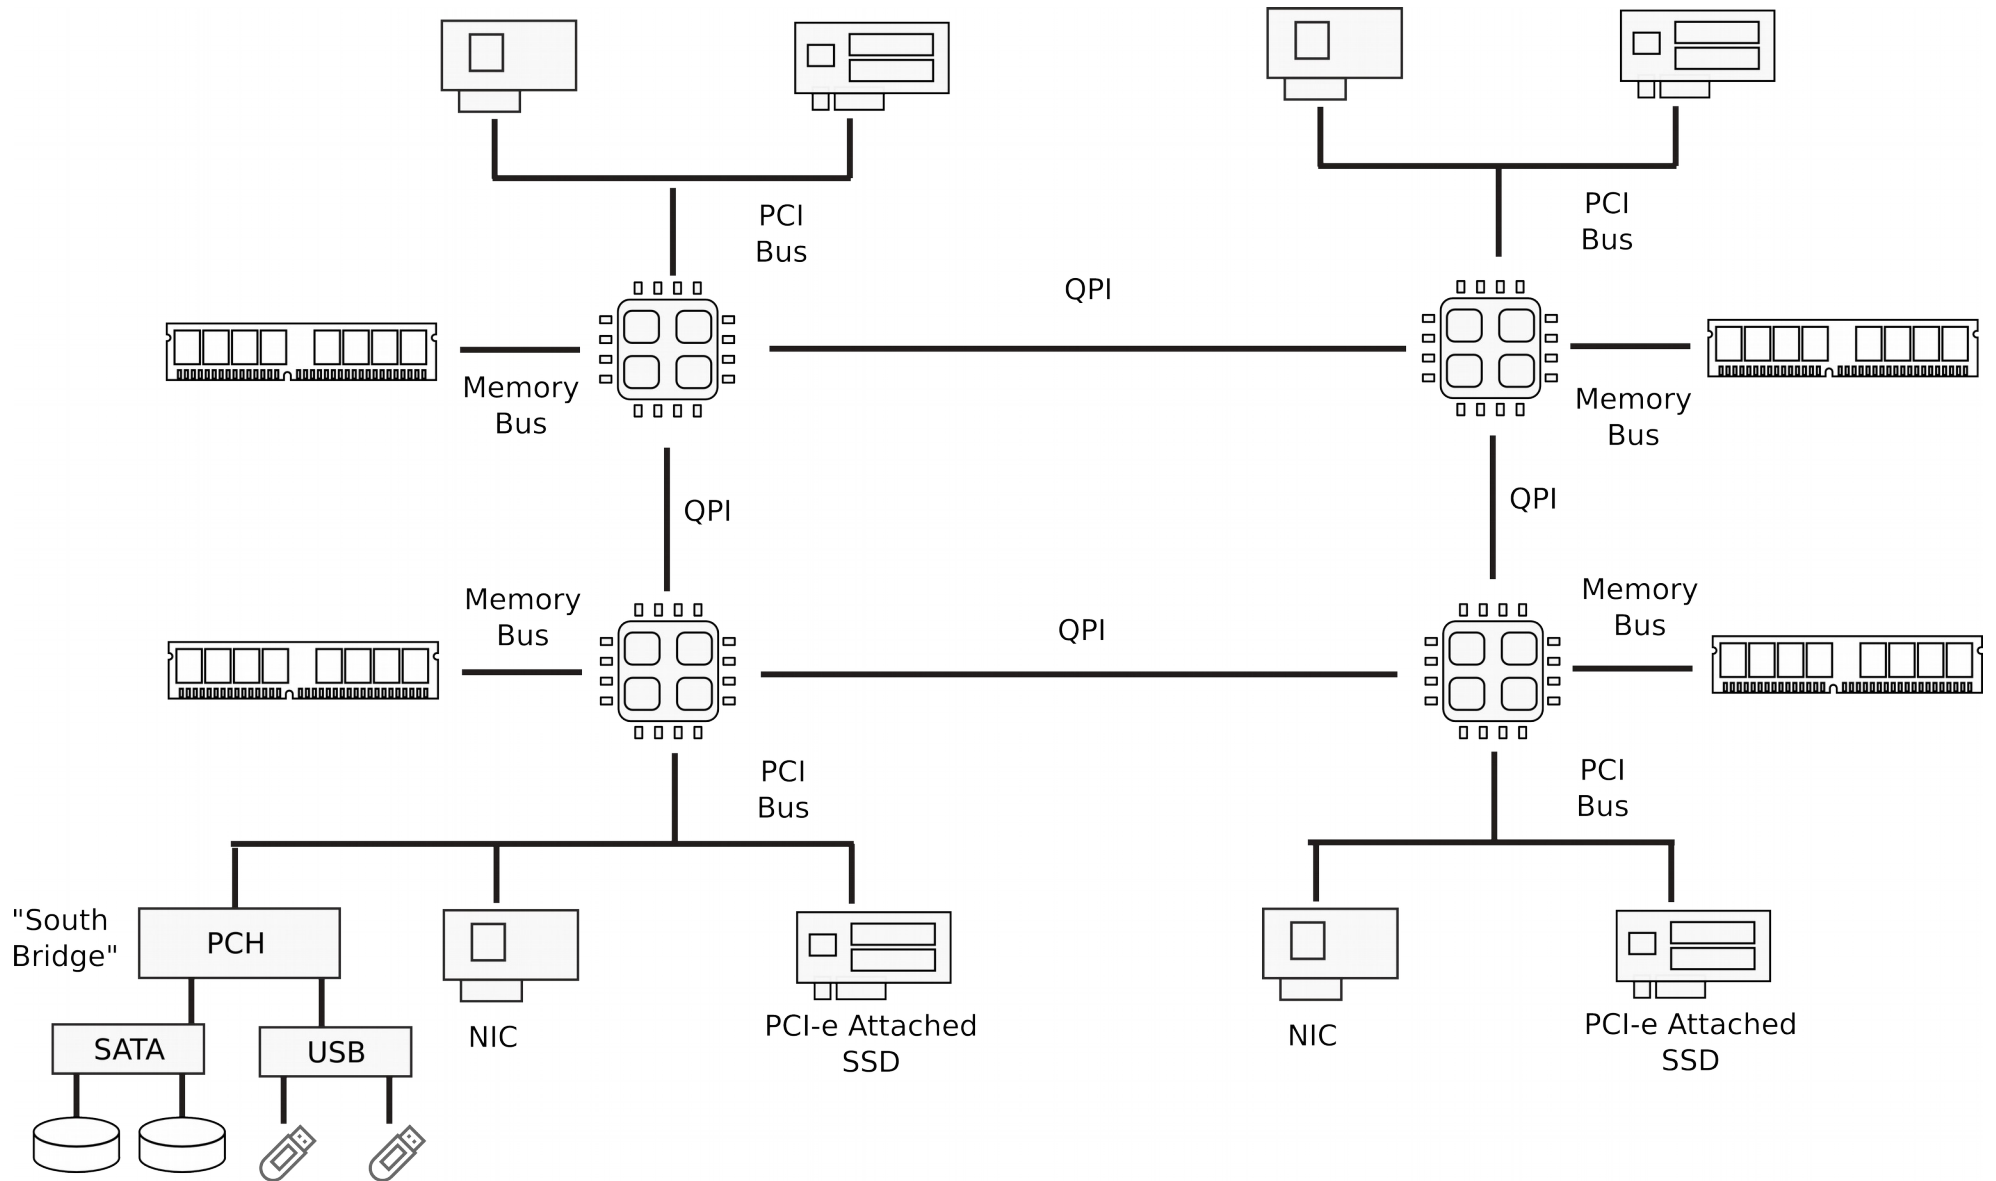 PCI
Bus
PCI
Bus
QPI
Memory
Bus
Memory
Bus
QPI
QPI
Memory
Bus
Memory
Bus
QPI
PCI
Bus
PCI
Bus
"South
Bridge"
PCH
SATA
USB
NIC
PCI-e Attached
SSD
NIC
PCI-e Attached
SSD